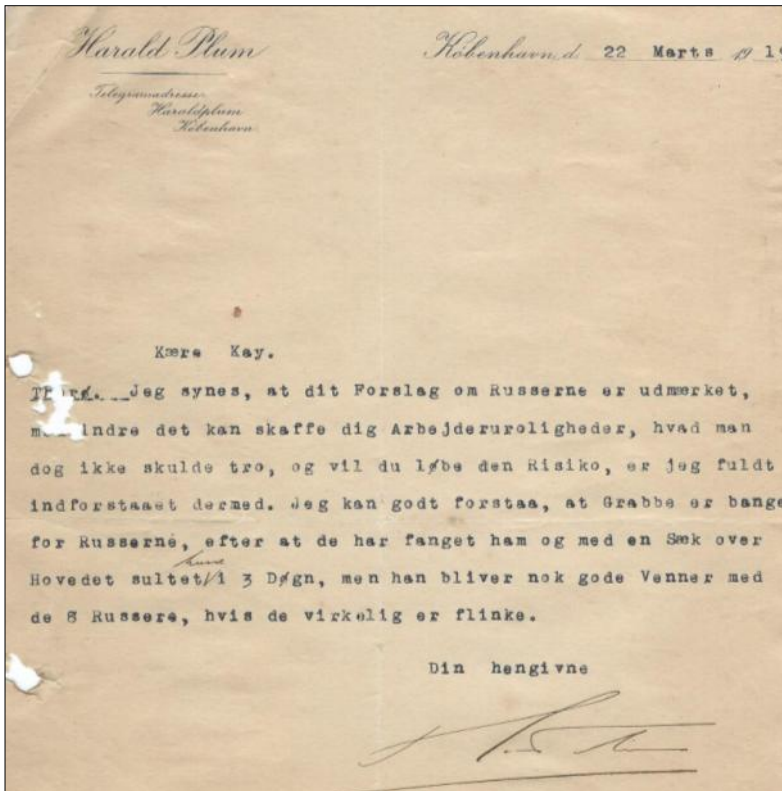 Harald Plum
København, d. 22 Marts 19 19
Telegramadresse
Haraldplum
København
Kære Kay.
Thorø. Jeg synes, at dit Forslag om Russerne er udmærket,
indre det kan skaffe dig Arbejderuroligheder, hvad man
dog ikke skulde tro, og vil du løbe den Risiko, er jeg fuldt
indforstaaet dermed. Jeg kan godt forstaa, at Grabbe er bange
for Russerne, efter at de har fanget ham og med en Sæk over
Hovedet sultet ham i 3 Døgn, men han bliver nok gode Venner med
de 8 Russere, hvis de virkelig er flinke.
Din hengivne